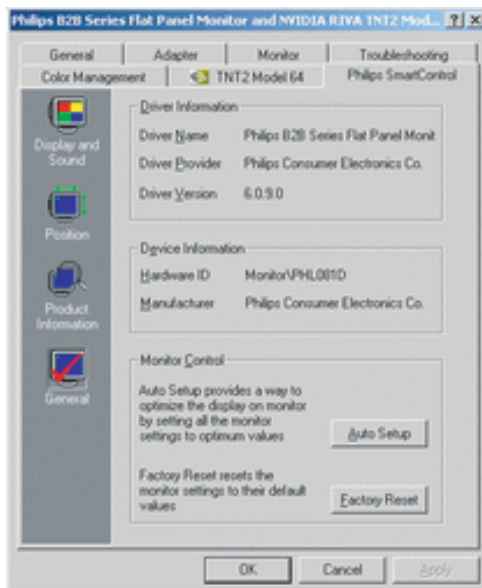 Philips B2B Series Flat Panel Monitor and NVIDIA RIVA TNT2 Mod...
General Adapter Monitor Troubleshooting
Color Management TNT2 Model 64 Philips SmartControl
Display and
Sound
Position
Product
Information
General
Driver Information
Driver Name Philips B2B Series Flat Panel Monit
Driver Provider Philips Consumer Electronics Co.
Driver Version 6.0.9.0
Device Information
Hardware ID Monitor\PHL081D
Manufacturer Philips Consumer Electronics Co.
Monitor Control
Auto Setup provides a way to
optimize the display on monitor
by setting all the monitor
settings to optimum values
Auto Setup
Factory Reset resets the
monitor settings to their default
values
Factory Reset
OK Cancel Apply